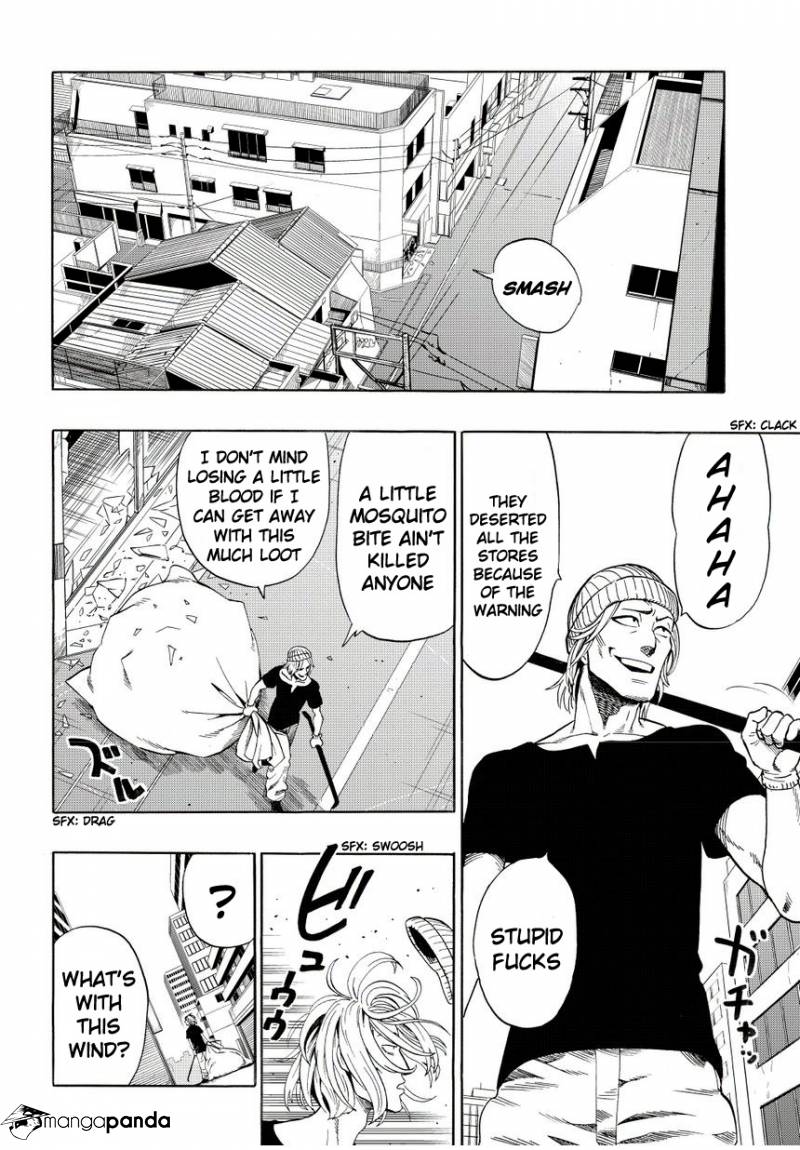 SMASH
SFX: CLACK
AHAHA
THEY
DESERTED
ALL THE
STORES
BECAUSE
OF THE
WARNING
STUPID
FUCKS
ガチャッ
A LITTLE
MOSQUITO
BITE AIN'T
KILLED
ANYONE
I DON'T MIND
LOSING A LITTLE
BLOOD IF I
CAN GET AWAY
WITH THIS
MUCH LOOT
ズル
SFX: DRAG
SFX: SWOOSH
ビュウウ
?
WHAT'S
WITH
THIS
WIND?
mangapanda